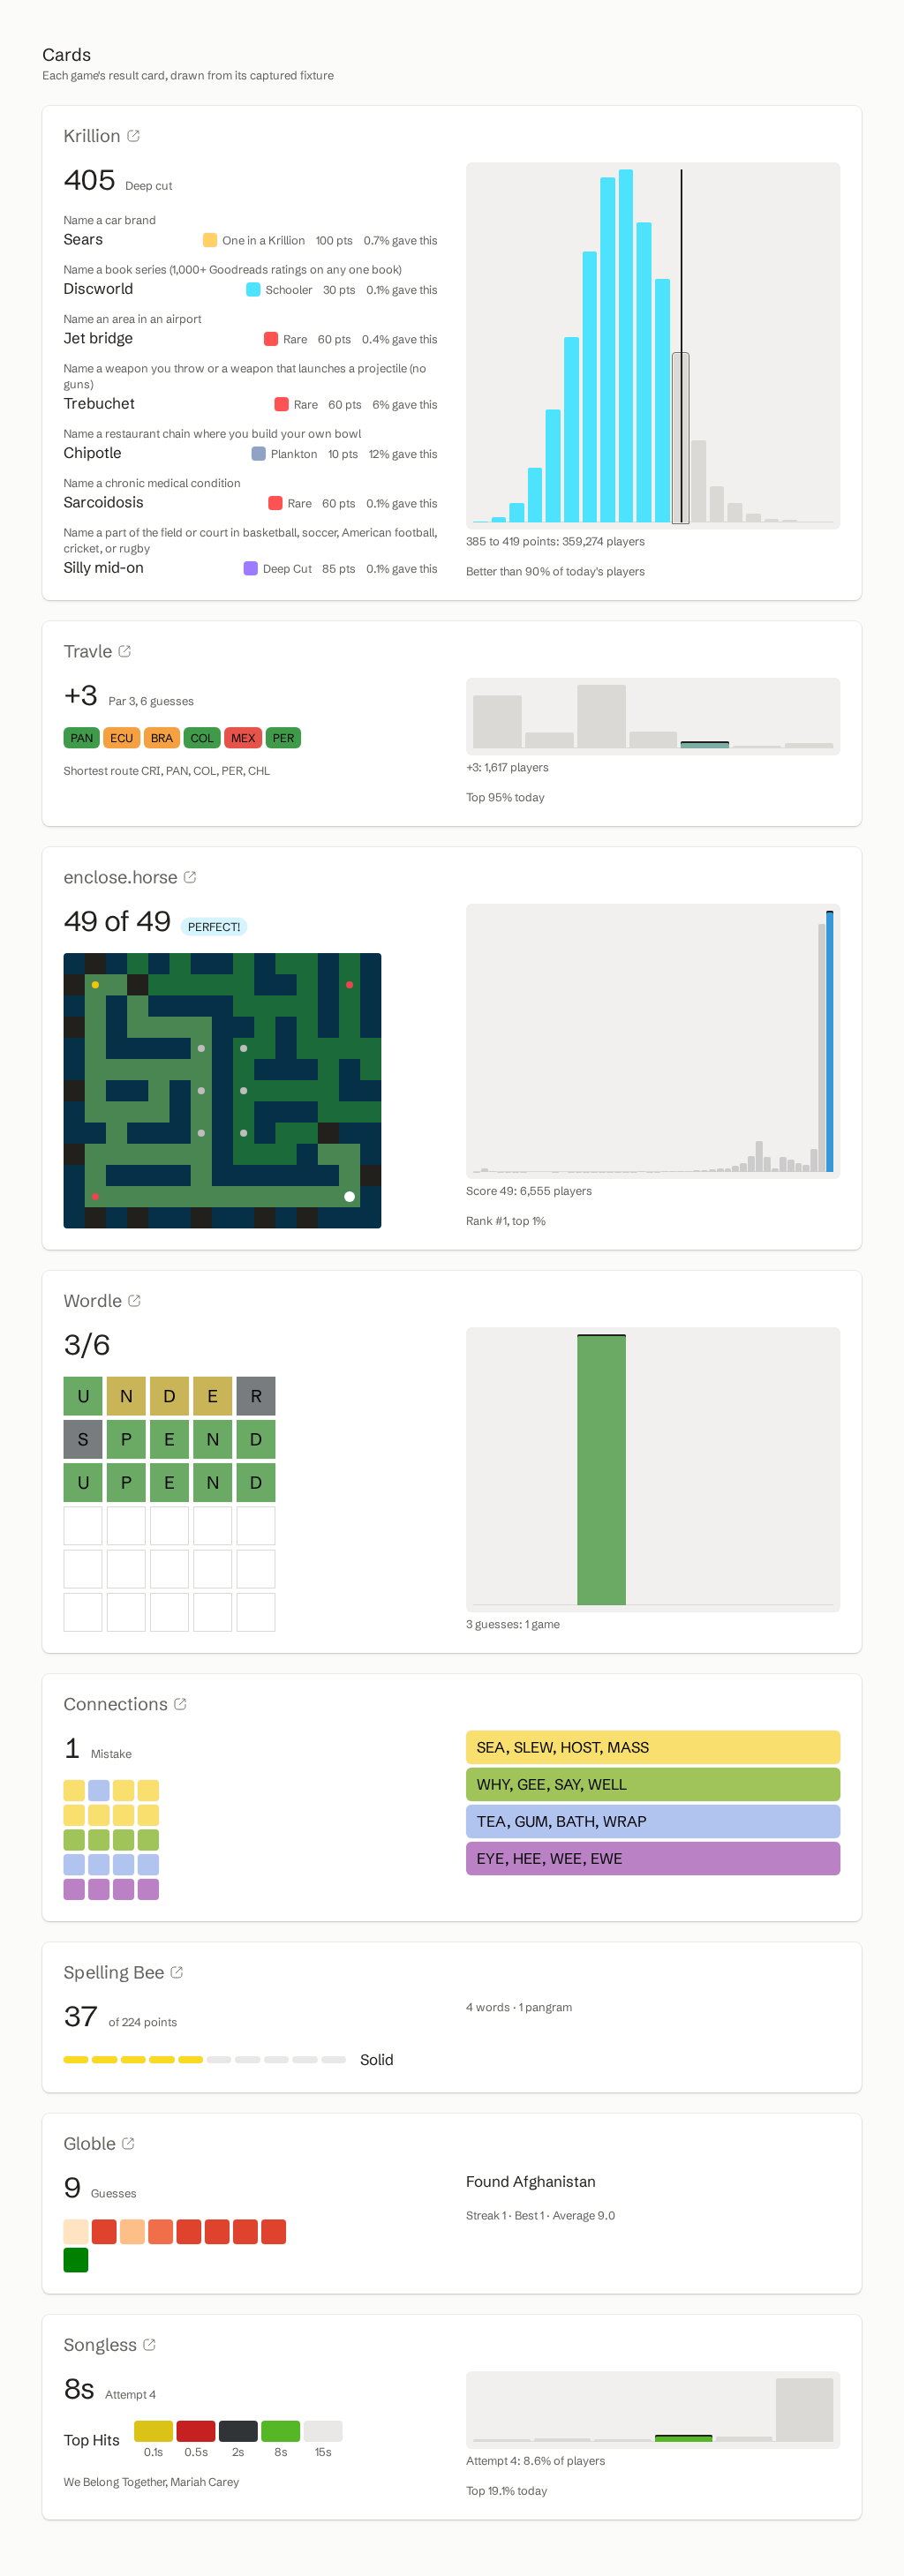 Cards
Each game's result card, drawn from its captured fixture
Krillion
405 Deep cut
Name a car brand
Sears One in a Krillion 100 pts 0.7% gave this
Name a book series (1,000+ Goodreads ratings on any one book)
Discworld Schooler 30 pts 0.1% gave this
Name an area in an airport
Jet bridge Rare 60 pts 0.4% gave this
Name a weapon you throw or a weapon that launches a projectile (no
guns)
Trebuchet Rare 60 pts 6% gave this
Name a restaurant chain where you build your own bowl
Chipotle Plankton 10 pts 12% gave this
Name a chronic medical condition
Sarcoidosis Rare 60 pts 0.1% gave this
Name a part of the field or court in basketball, soccer, American football,
cricket, or rugby
Silly mid-on Deep Cut 85 pts 0.1% gave this
385 to 419 points: 359,274 players
Better than 90% of today's players
Travle
+3 Par 3, 6 guesses
PAN ECU BRA COL MEX PER
Shortest route CRI, PAN, COL, PER, CHL
+3: 1,617 players
Top 95% today
enclose.horse
49 of 49 PERFECT!
Score 49: 6,555 players
Rank #1, top 1%
Wordle
3/6
U N D E R
S P E N D
U P E N D
3 guesses: 1 game
Connections
1 Mistake
SEA, SLEW, HOST, MASS
WHY, GEE, SAY, WELL
TEA, GUM, BATH, WRAP
EYE, HEE, WEE, EWE
Spelling Bee
37 of 224 points
Solid
4 words · 1 pangram
Globle
9 Guesses
Found Afghanistan
Streak 1 · Best 1 · Average 9.0
Songless
8s Attempt 4
Top Hits
0.1s 0.5s 2s 8s 15s
We Belong Together, Mariah Carey
Attempt 4: 8.6% of players
Top 19.1% today